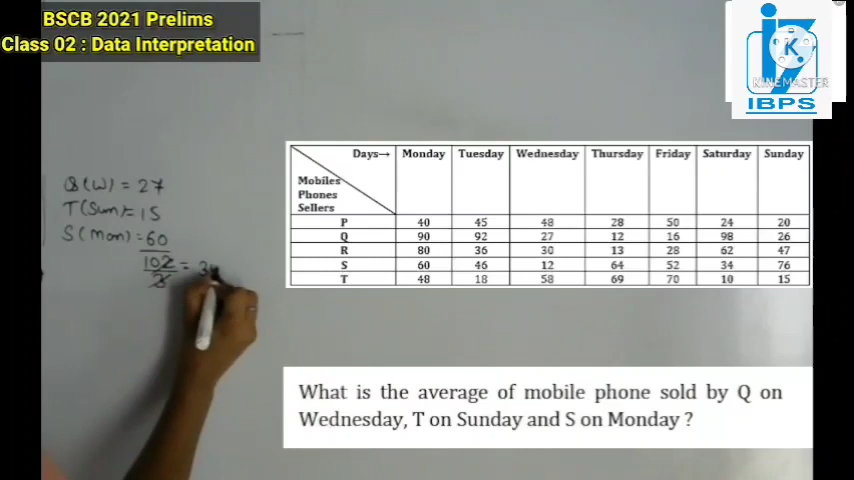 BSCB 2021 Prelims
Class 02 : Data Interpretation
K
KINEMASTER
IBPS
Q(W) = 27
T(Sun) = 15
S(Mon) = 60
102
3
= 34
Days→ Monday Tuesday Wednesday Thursday Friday Saturday Sunday
Mobiles
Phones
Sellers
P 40 45 48 28 50 24 20
Q 90 92 27 12 16 98 26
R 80 36 30 13 28 62 47
S 60 46 12 64 52 34 76
T 48 18 58 69 70 10 15
What is the average of mobile phone sold by Q on
Wednesday, T on Sunday and S on Monday ?